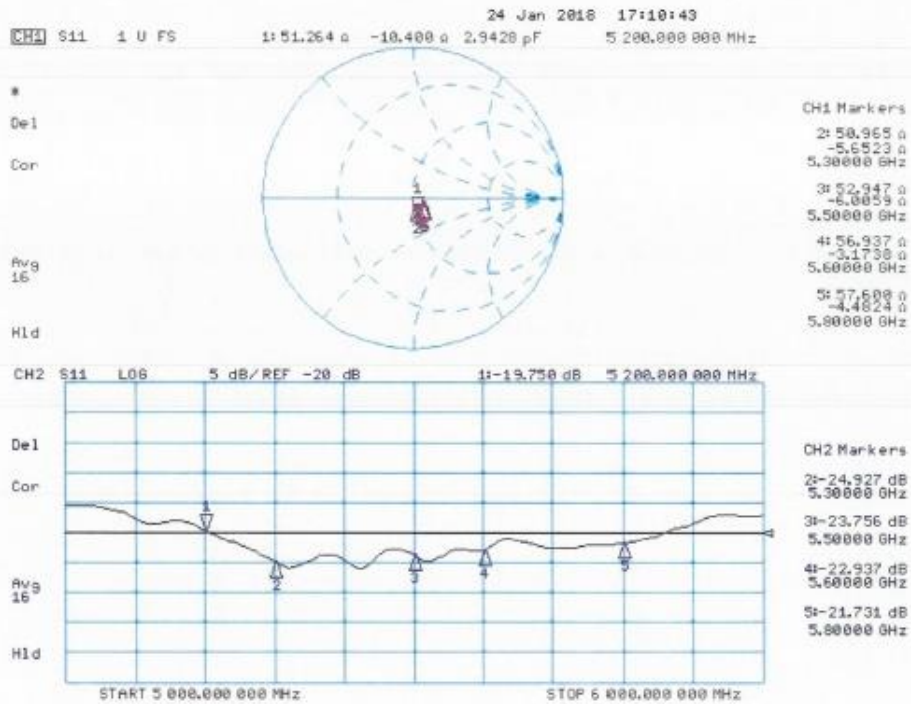 24 Jan 2018 17:10:43
CH1 S11 1 U FS 1: 51.264 Ω -10.400 Ω 2.9428 pF 5 200.000 000 MHz
*
Del
Cor
Avg
16
Hld
CH1 Markers
2: 50.965 Ω
-5.6523 Ω
5.30000 GHz
3: 52.947 Ω
-6.0059 Ω
5.50000 GHz
4: 56.937 Ω
-3.1738 Ω
5.60000 GHz
5: 57.600 Ω
-4.4824 Ω
5.80000 GHz
1
CH2 S11 LOG 5 dB/REF -20 dB 1:-19.750 dB 5 200.000 000 MHz
Del
Cor
Avg
16
Hld
1
2
3
4
5
CH2 Markers
2:-24.927 dB
5.30000 GHz
3:-23.756 dB
5.50000 GHz
4:-22.937 dB
5.60000 GHz
5:-21.731 dB
5.80000 GHz
START 5 000.000 000 MHz STOP 6 000.000 000 MHz